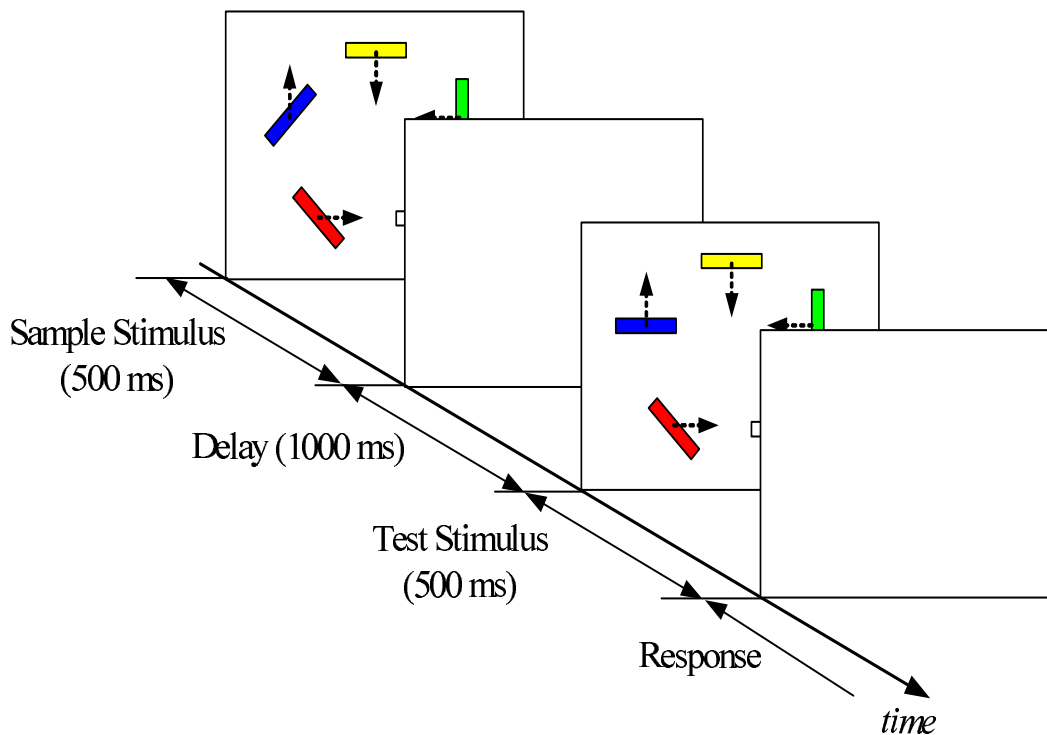 Sample Stimulus
(500 ms)
Delay (1000 ms)
Test Stimulus
(500 ms)
Response
time